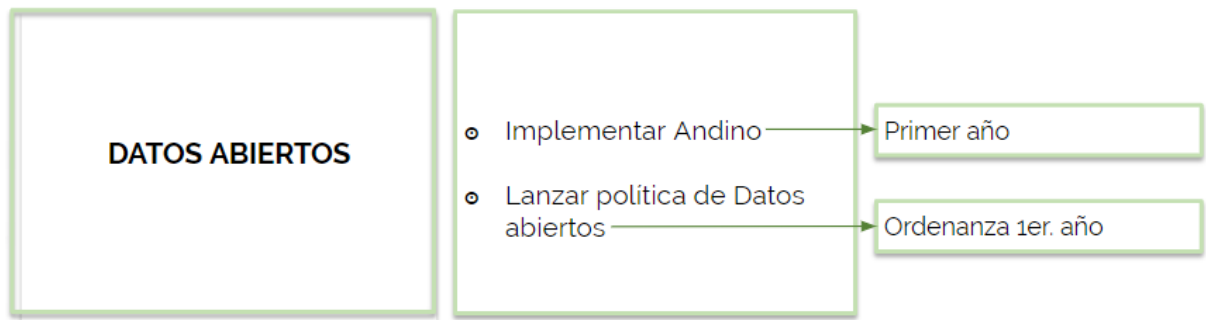 DATOS ABIERTOS
Implementar Andino
Primer año
Lanzar política de Datos
abiertos
Ordenanza 1er. año